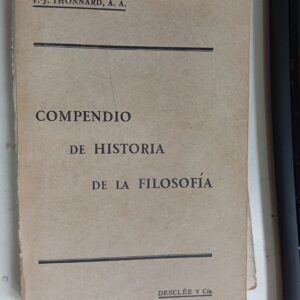 F.-J. THONNARD, A. A.
COMPENDIO
DE HISTORIA
DE LA FILOSOFÍA
DESCLÉE Y Cía